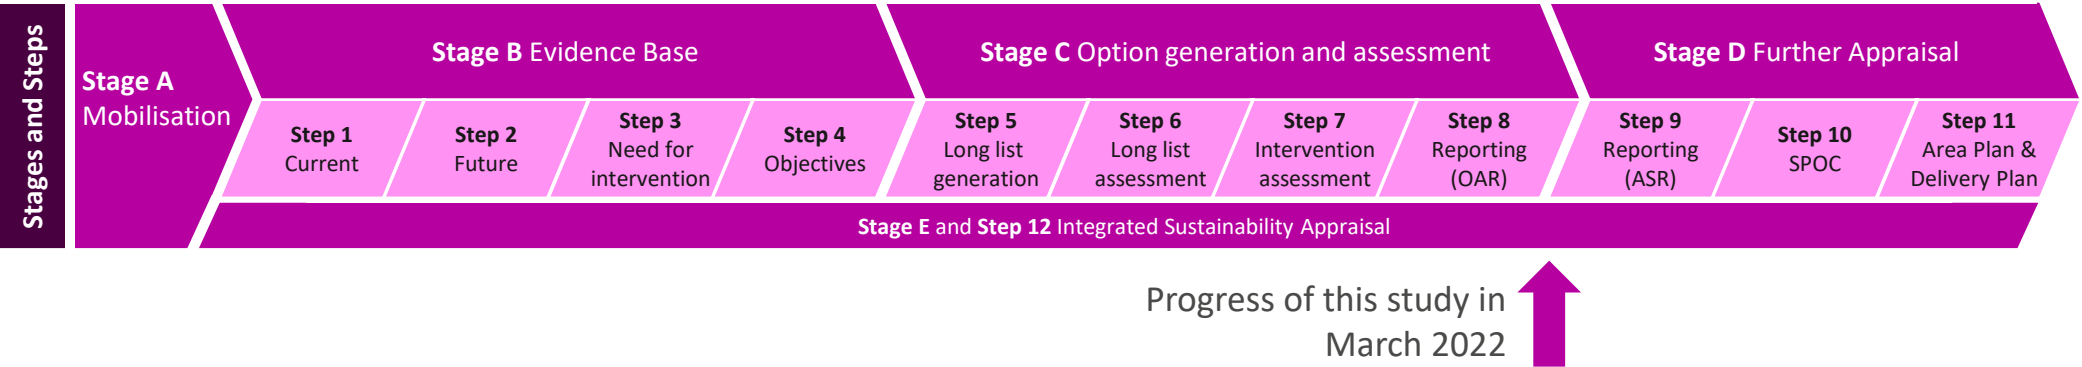 Stages and Steps
Stage A
Mobilisation
Stage B Evidence Base
Step 1
Current
Step 2
Future
Step 3
Need for
intervention
Step 4
Objectives
Stage C Option generation and assessment
Step 5
Long list
generation
Step 6
Long list
assessment
Step 7
Intervention
assessment
Step 8
Reporting
(OAR)
Stage D Further Appraisal
Step 9
Reporting
(ASR)
Step 10
SPOC
Step 11
Area Plan &
Delivery Plan
Stage E and Step 12 Integrated Sustainability Appraisal
Progress of this study in
March 2022